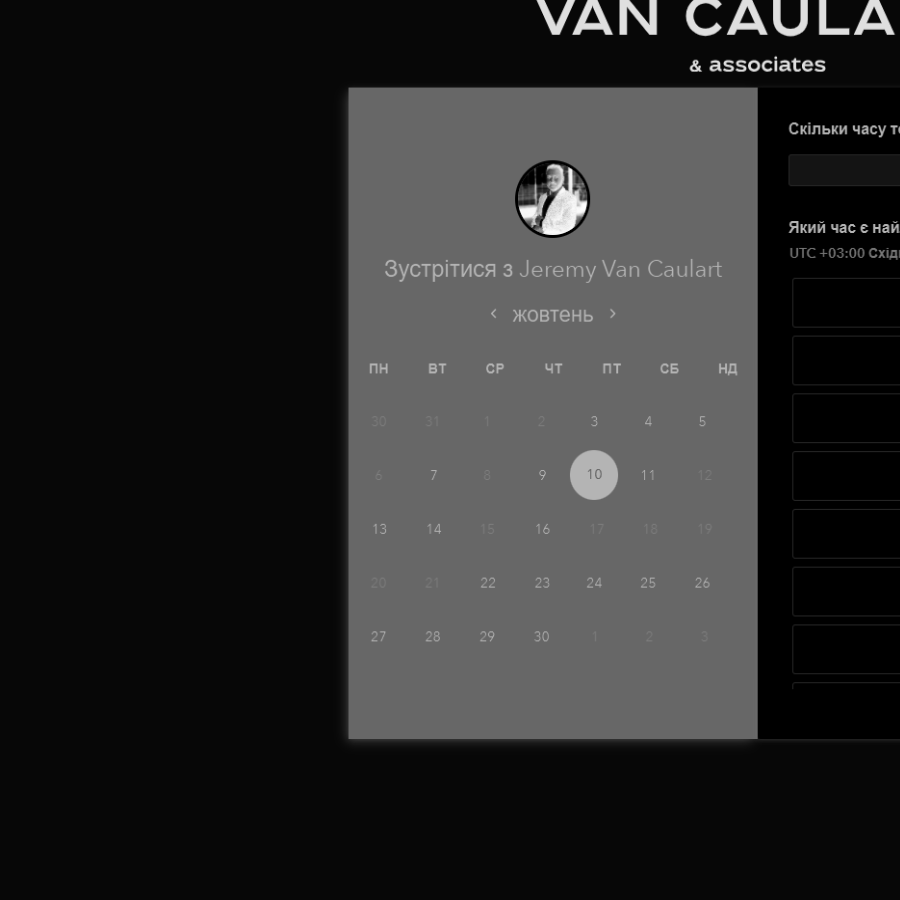 VAN CAULA
& associates
Зустрітися з Jeremy Van Caulart
жовтень
ПН ВТ СР ЧТ ПТ СБ НД
30 31 1 2 3 4 5
6 7 8 9 10 11 12
13 14 15 16 17 18 19
20 21 22 23 24 25 26
27 28 29 30 1 2 3
Скільки часу
Який час є
UTC +03:00